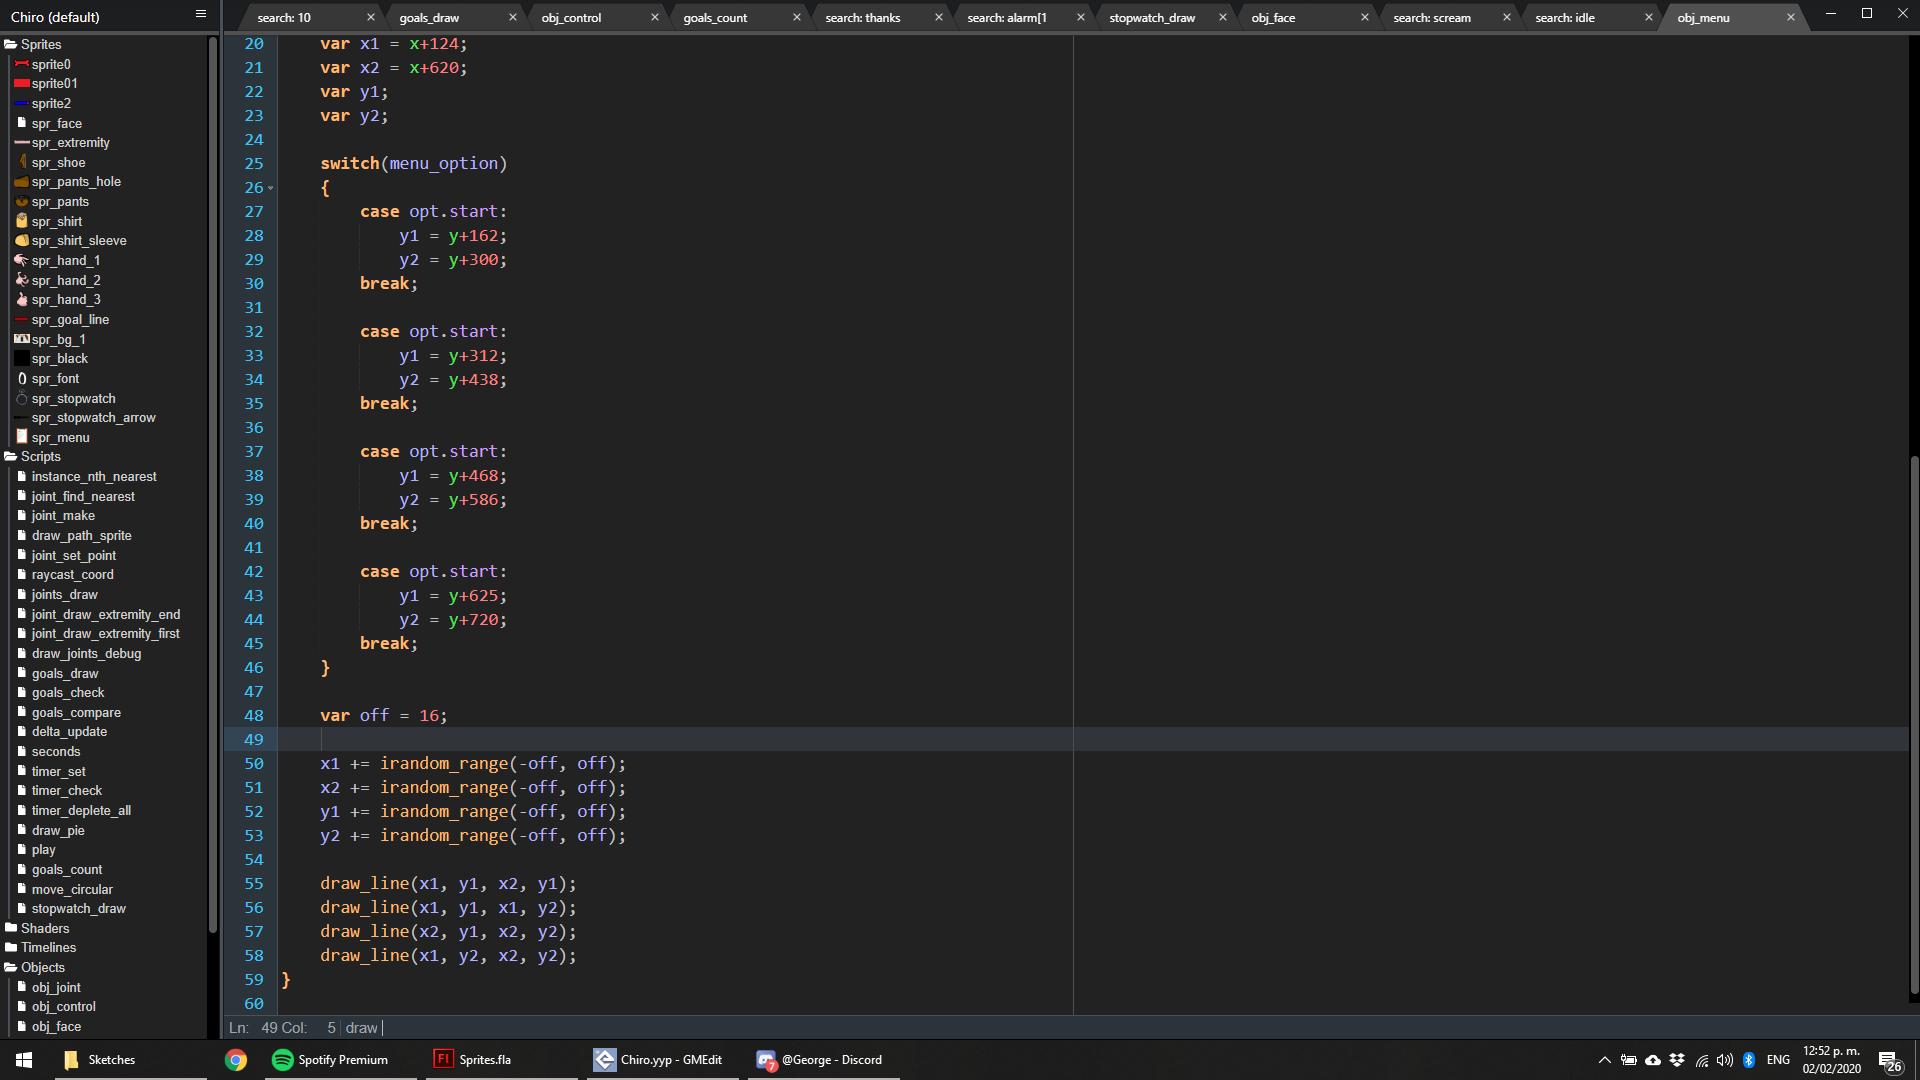 Chiro (default)
search: 10
goals_draw
obj_control
goals_count
search: thanks
search: alarm[1
stopwatch_draw
obj_face
search: scream
search: idle
obj_menu
Sprites
sprite0
sprite01
sprite2
spr_face
spr_extremity
spr_shoe
spr_pants_hole
spr_pants
spr_shirt
spr_shirt_sleeve
spr_hand_1
spr_hand_2
spr_hand_3
spr_goal_line
spr_bg_1
spr_black
spr_font
spr_stopwatch
spr_stopwatch_arrow
spr_menu
Scripts
instance_nth_nearest
joint_find_nearest
joint_make
draw_path_sprite
joint_set_point
raycast_coord
joints_draw
joint_draw_extremity_end
joint_draw_extremity_first
draw_joints_debug
goals_draw
goals_check
goals_compare
delta_update
seconds
timer_set
timer_check
timer_deplete_all
draw_pie
play
goals_count
move_circular
stopwatch_draw
Shaders
Timelines
Objects
obj_joint
obj_control
obj_face
20 var x1 = x+124;
21 var x2 = x+620;
22 var y1;
23 var y2;
24
25 switch(menu_option)
26 {
27 case opt.start:
28 y1 = y+162;
29 y2 = y+300;
30 break;
31
32 case opt.start:
33 y1 = y+312;
34 y2 = y+438;
35 break;
36
37 case opt.start:
38 y1 = y+468;
39 y2 = y+586;
40 break;
41
42 case opt.start:
43 y1 = y+625;
44 y2 = y+720;
45 break;
46 }
47
48 var off = 16;
49
50 x1 += irandom_range(-off, off);
51 x2 += irandom_range(-off, off);
52 y1 += irandom_range(-off, off);
53 y2 += irandom_range(-off, off);
54
55 draw_line(x1, y1, x2, y1);
56 draw_line(x1, y1, x1, y2);
57 draw_line(x2, y1, x2, y2);
58 draw_line(x1, y2, x2, y2);
59 }
60
Ln: 49 Col: 5 draw
Sketches
Spotify Premium
Fl Sprites.fla
Chiro.yyp - GMEdit
7 @George - Discord
ENG
12:52 p. m.
02/02/2020
26